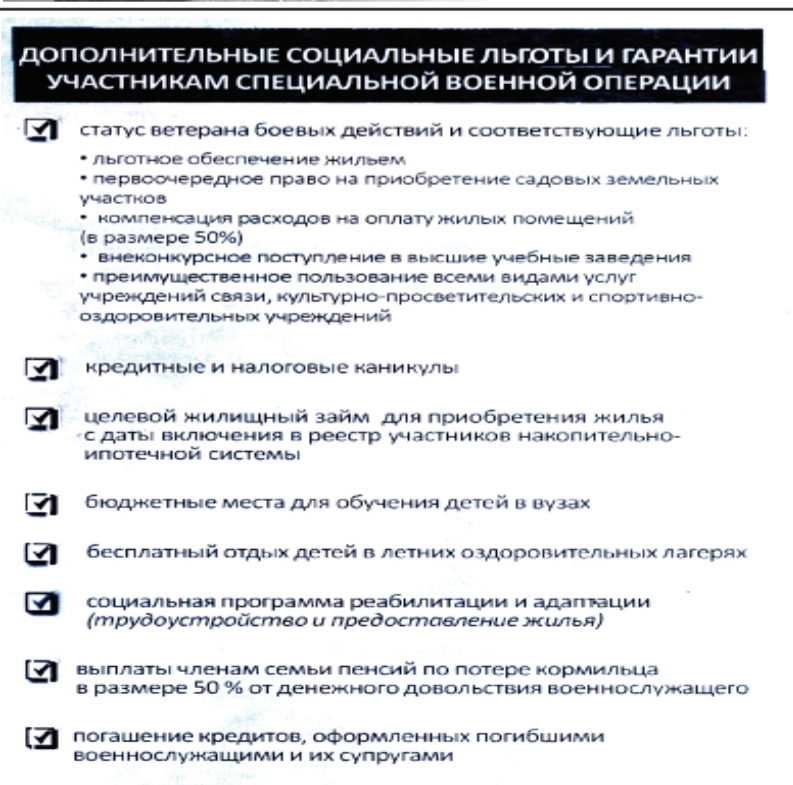 ДОПОЛНИТЕЛЬНЫЕ СОЦИАЛЬНЫЕ ЛЬГОТЫ И ГАРАНТИИ
УЧАСТНИКАМ СПЕЦИАЛЬНОЙ ВОЕННОЙ ОПЕРАЦИИ
статус ветерана боевых действий и соответствующие льготы:
• льготное обеспечение жильем
• первоочередное право на приобретение садовых земельных
участков
• компенсация расходов на оплату жилых помещений
(в размере 50%)
• внеконкурсное поступление в высшие учебные заведения
• преимущественное пользование всеми видами услуг
учреждений связи, культурно-просветительских и спортивно-
оздоровительных учреждений
кредитные и налоговые каникулы
целевой жилищный займ для приобретения жилья
с даты включения в реестр участников накопительно-
ипотечной системы
бюджетные места для обучения детей в вузах
бесплатный отдых детей в летних оздоровительных лагерях
социальная программа реабилитации и адаптации
(трудоустройство и предоставление жилья)
выплаты членам семьи пенсий по потере кормильца
в размере 50 % от денежного довольствия военнослужащего
погашение кредитов, оформленных погибшими
военнослужащими и их супругами